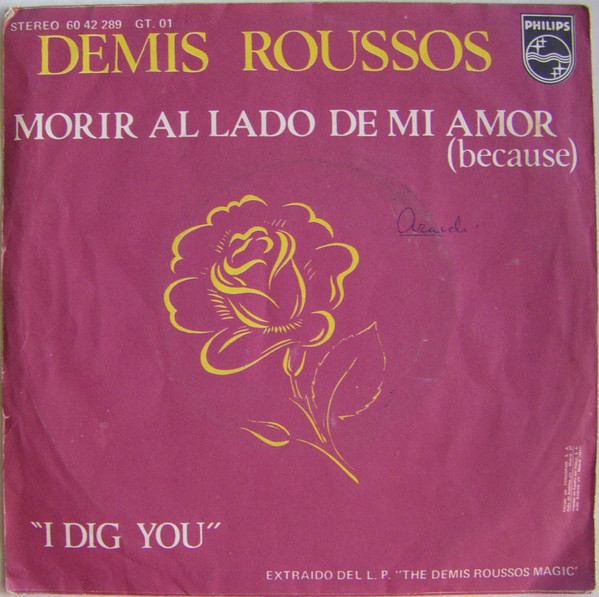 STEREO 60 42 289 GT. 01
PHILIPS
DEMIS ROUSSOS
MORIR AL LADO DE MI AMOR
(because)
"I DIG YOU"
EXTRAIDO DEL L. P. "THE DEMIS ROUSSOS MAGIC"